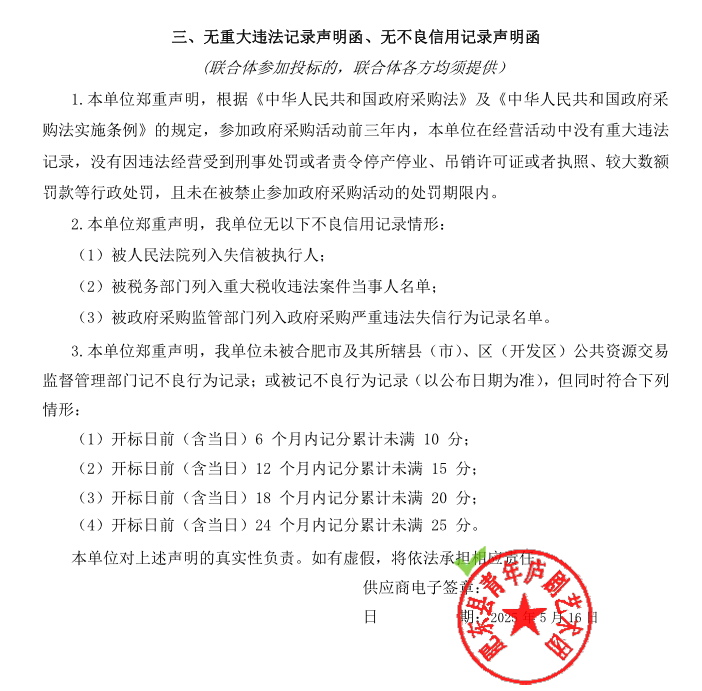 三、无重大违法记录声明函、无不良信用记录声明函
(联合体参加投标的，联合体各方均须提供)
1.本单位郑重声明，根据《中华人民共和国政府采购法》及《中华人民共和国政府采
购法实施条例》的规定，参加政府采购活动前三年内，本单位在经营活动中没有重大违法
记录，没有因违法经营受到刑事处罚或者责令停产停业、吊销许可证或者执照、较大数额
罚款等行政处罚，且未在被禁止参加政府采购活动的处罚期限内。
2.本单位郑重声明，我单位无以下不良信用记录情形：
（1）被人民法院列入失信被执行人；
（2）被税务部门列入重大税收违法案件当事人名单；
（3）被政府采购监管部门列入政府采购严重违法失信行为记录名单。
3.本单位郑重声明，我单位未被合肥市及其所辖县（市）、区（开发区）公共资源交易
监督管理部门记不良行为记录；或被记不良行为记录（以公布日期为准），但同时符合下列
情形：
（1）开标日前（含当日）6 个月内记分累计未满 10 分；
（2）开标日前（含当日）12 个月内记分累计未满 15 分；
（3）开标日前（含当日）18 个月内记分累计未满 20 分；
（4）开标日前（含当日）24 个月内记分累计未满 25 分。
本单位对上述声明的真实性负责。如有虚假，将依法承担相应责任。
供应商电子签章：
日 期：2025 年 5 月 16 日
肥东县青年庐剧艺术团